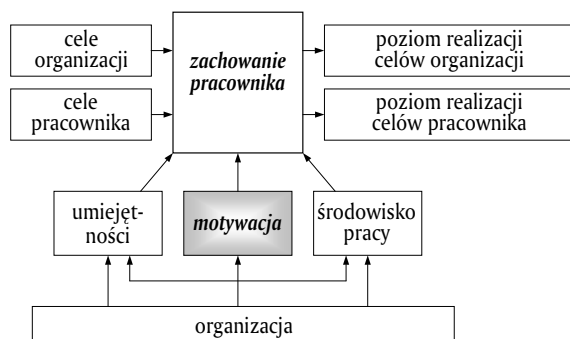 cele
organizacji
zachowanie
pracownika
poziom realizacji
celów organizacji
cele
pracownika
poziom realizacji
celów pracownika
umiejęt-
ności
motywacja
środowisko
pracy
organizacja